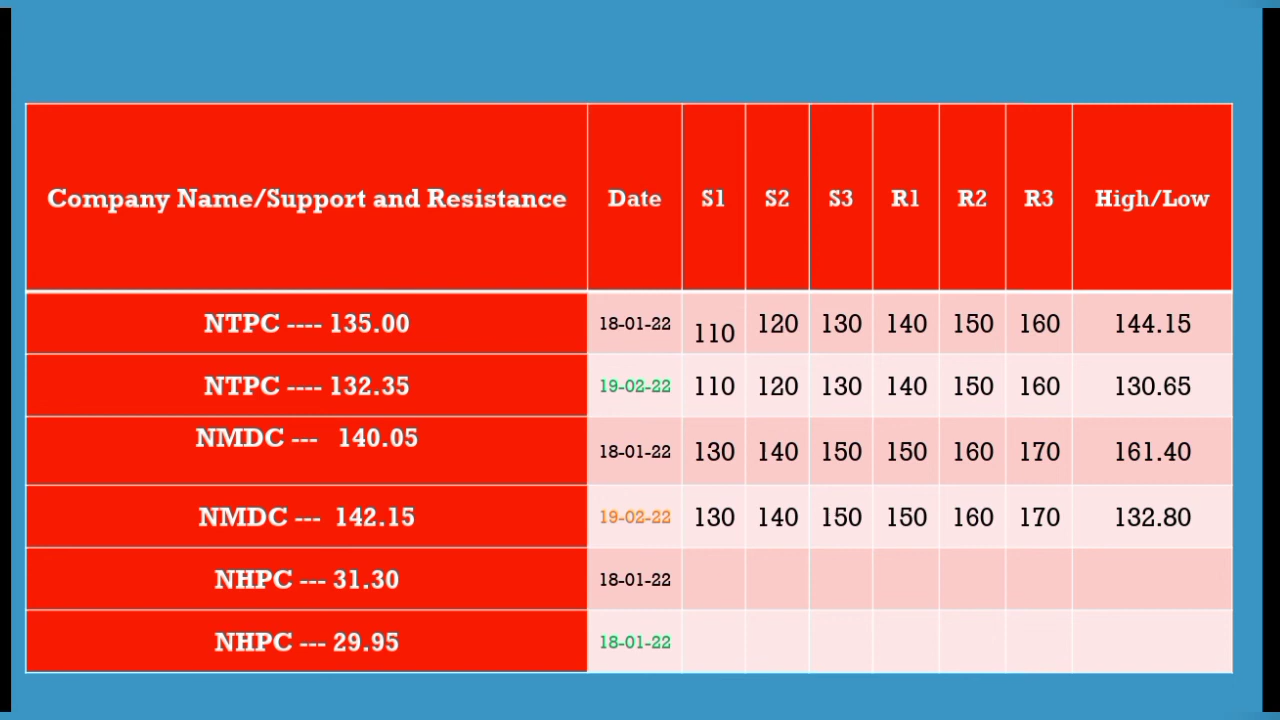 Company Name/Support and Resistance Date S1 S2 S3 R1 R2 R3 High/Low
NTPC ---- 135.00 18-01-22 110 120 130 140 150 160 144.15
NTPC ---- 132.35 19-02-22 110 120 130 140 150 160 130.65
NMDC --- 140.05 18-01-22 130 140 150 150 160 170 161.40
NMDC --- 142.15 19-02-22 130 140 150 150 160 170 132.80
NHPC --- 31.30 18-01-22
NHPC --- 29.95 18-01-22